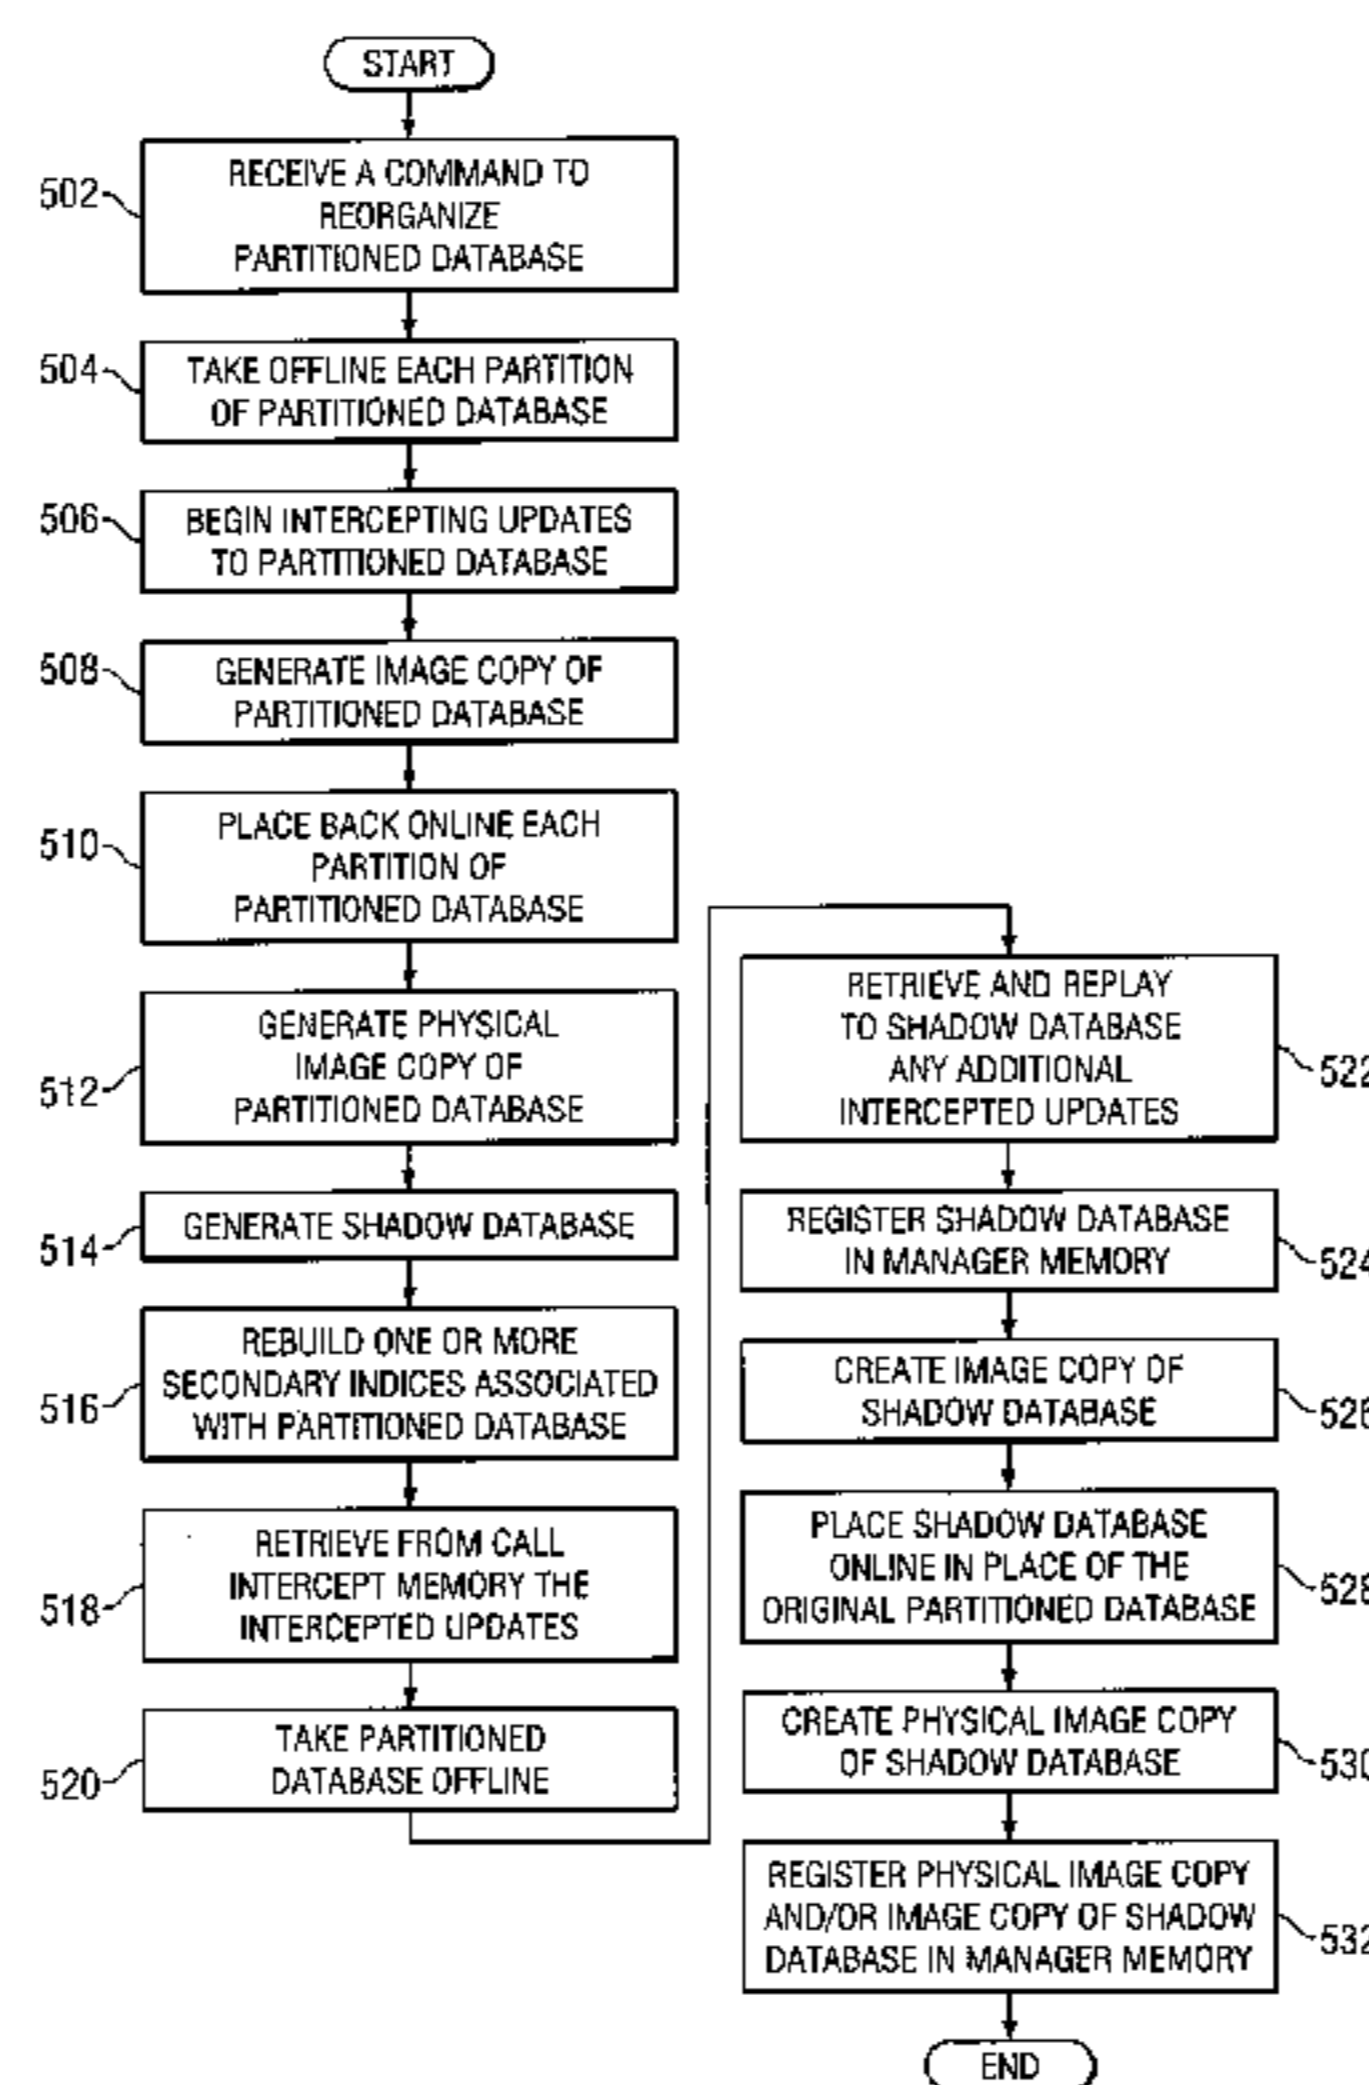 START
502
RECEIVE A COMMAND TO
REORGANIZE
PARTITIONED DATABASE
504
TAKE OFFLINE EACH PARTITION
OF PARTITIONED DATABASE
506
BEGIN INTERCEPTING UPDATES
TO PARTITIONED DATABASE
508
GENERATE IMAGE COPY OF
PARTITIONED DATABASE
510
PLACE BACK ONLINE EACH
PARTITION OF
PARTITIONED DATABASE
512
GENERATE PHYSICAL
IMAGE COPY OF
PARTITIONED DATABASE
514
GENERATE SHADOW DATABASE
516
REBUILD ONE OR MORE
SECONDARY INDICES ASSOCIATED
WITH PARTITIONED DATABASE
518
RETRIEVE FROM CALL
INTERCEPT MEMORY THE
INTERCEPTED UPDATES
520
TAKE PARTITIONED
DATABASE OFFLINE
RETRIEVE AND REPLAY
TO SHADOW DATABASE
ANY ADDITIONAL
INTERCEPTED UPDATES
522
REGISTER SHADOW DATABASE
IN MANAGER MEMORY
524
CREATE IMAGE COPY OF
SHADOW DATABASE
526
PLACE SHADOW DATABASE
ONLINE IN PLACE OF THE
ORIGINAL PARTITIONED DATABASE
528
CREATE PHYSICAL IMAGE COPY
OF SHADOW DATABASE
530
REGISTER PHYSICAL IMAGE COPY
AND/OR IMAGE COPY OF SHADOW
DATABASE IN MANAGER MEMORY
532
END